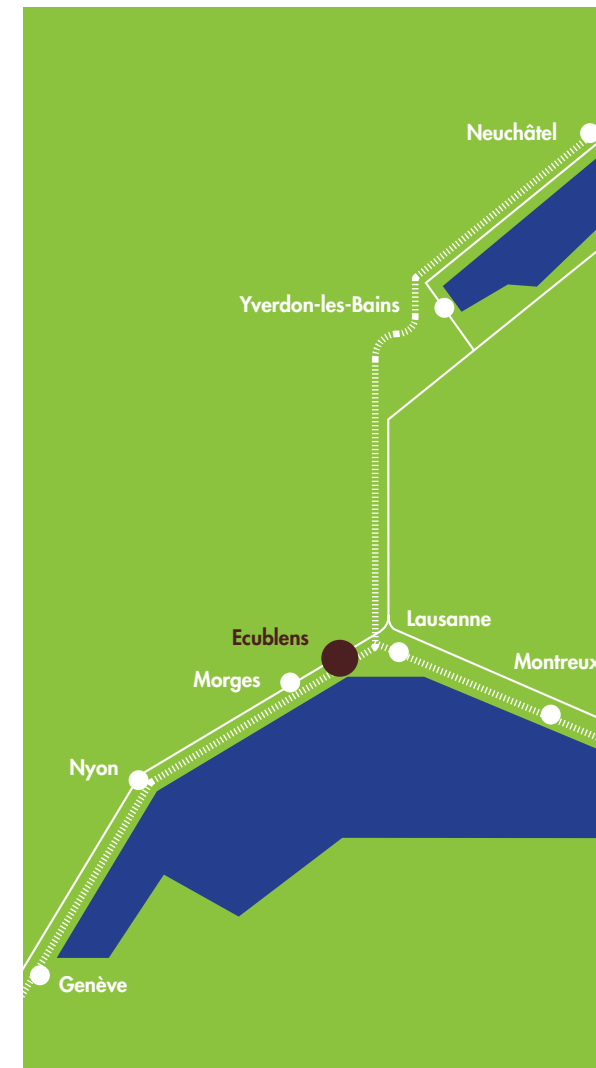 Neuchâtel
Yverdon-les-Bains
Lausanne
Ecublens
Montreux
Morges
Nyon
Genève